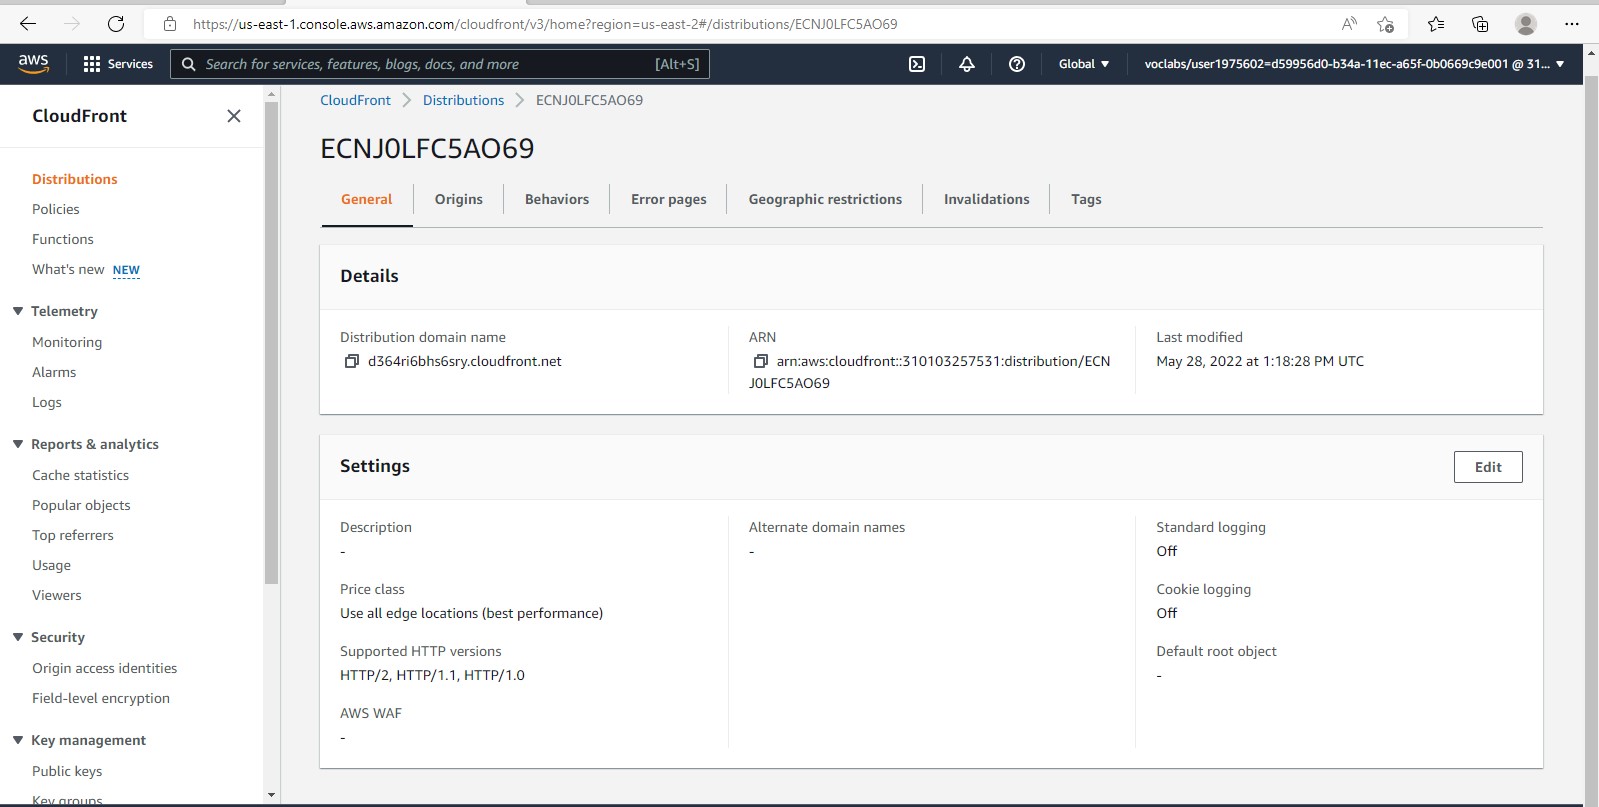 https://us-east-1.console.aws.amazon.com/cloudfront/v3/home?region=us-east-2#/distributions/ECNJ0LFC5AO69
aws
Services
Search for services, features, blogs, docs, and more
[Alt+S]
Global
voclabs/user1975602=d59956d0-b34a-11ec-a65f-0b0669c9e001 @ 31...
CloudFront
Distributions
Policies
Functions
What's new NEW
Telemetry
Monitoring
Alarms
Logs
Reports & analytics
Cache statistics
Popular objects
Top referrers
Usage
Viewers
Security
Origin access identities
Field-level encryption
Key management
Public keys
Key groups
CloudFront Distributions ECNJ0LFC5AO69
ECNJ0LFC5AO69
General Origins Behaviors Error pages Geographic restrictions Invalidations Tags
Details
Distribution domain name
d364ri6bhs6sry.cloudfront.net
ARN
arn:aws:cloudfront::310103257531:distribution/ECN
J0LFC5AO69
Last modified
May 28, 2022 at 1:18:28 PM UTC
Settings
Edit
Description
-
Price class
Use all edge locations (best performance)
Supported HTTP versions
HTTP/2, HTTP/1.1, HTTP/1.0
AWS WAF
-
Alternate domain names
-
Standard logging
Off
Cookie logging
Off
Default root object
-